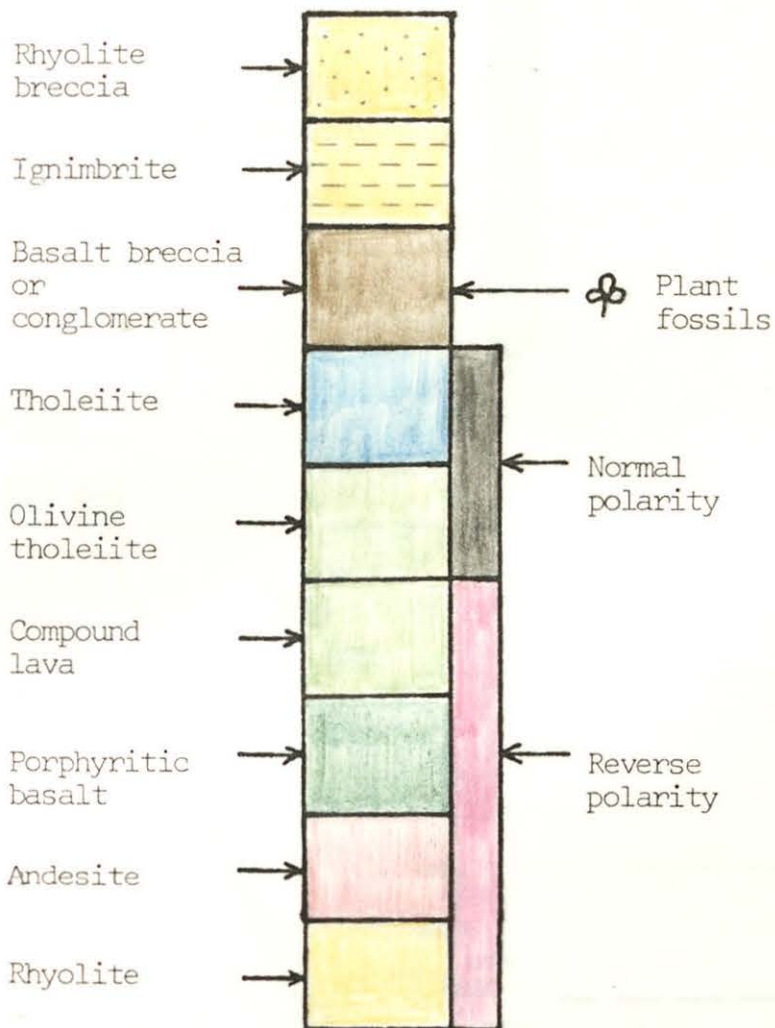 Rhyolite
breccia
Ignimbrite
Basalt breccia
or
conglomerate
Plant
fossils
Tholeiite
Normal
polarity
Olivine
tholeiite
Compound
lava
Porphyritic
basalt
Reverse
polarity
Andesite
Rhyolite